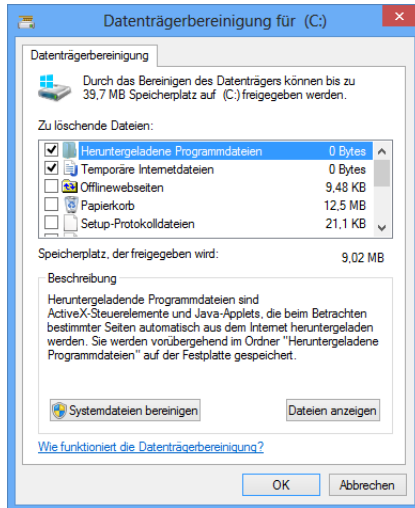 Datenträgerbereinigung für (C:)
Datenträgerbereinigung
Durch das Bereinigen des Datenträgers können bis zu
39,7 MB Speicherplatz auf (C:) freigegeben werden.
Zu löschende Dateien:
Heruntergeladene Programmdateien 0 Bytes
Temporäre Internetdateien 0 Bytes
Offlinewebseiten 9,48 KB
Papierkorb 12,5 MB
Setup-Protokolldateien 21,1 KB
Speicherplatz, der freigegeben wird: 9,02 MB
Beschreibung
Heruntergeladende Programmdateien sind
ActiveX-Steuerelemente und Java-Applets, die beim Betrachten
bestimmter Seiten automatisch aus dem Internet heruntergeladen
werden. Sie werden vorübergehend im Ordner "Heruntergeladene
Programmdateien" auf der Festplatte gespeichert.
Systemdateien bereinigen Dateien anzeigen
Wie funktioniert die Datenträgerbereinigung?
OK Abbrechen